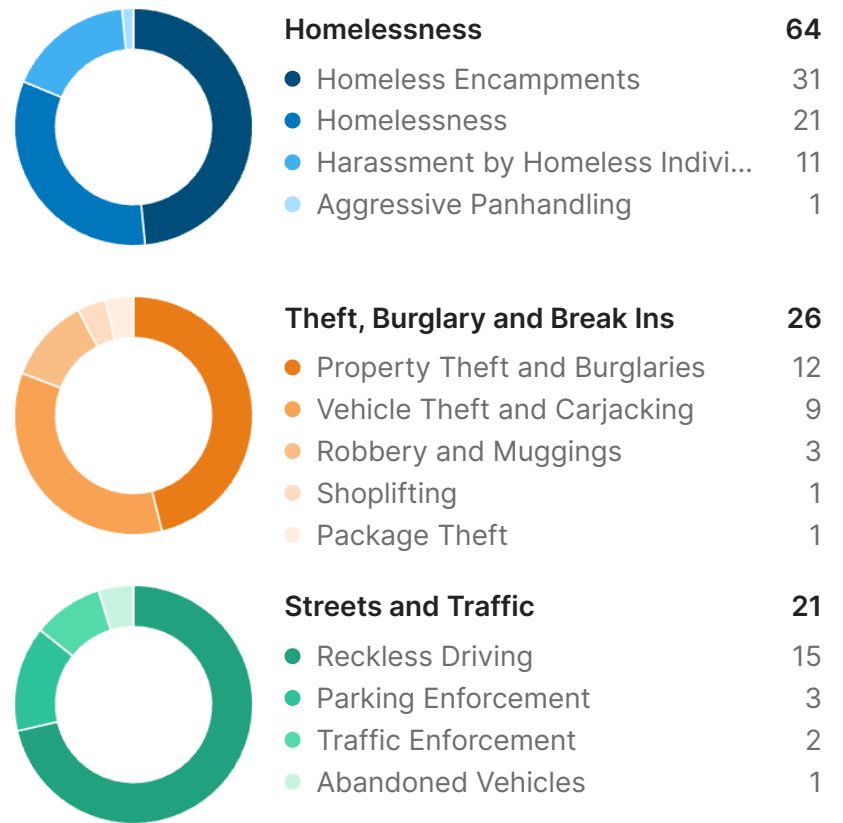 Homelessness 64
Homeless Encampments 31
Homelessness 21
Harassment by Homeless Indivi... 11
Aggressive Panhandling 1
Theft, Burglary and Break Ins 26
Property Theft and Burglaries 12
Vehicle Theft and Carjacking 9
Robbery and Muggings 3
Shoplifting 1
Package Theft 1
Streets and Traffic 21
Reckless Driving 15
Parking Enforcement 3
Traffic Enforcement 2
Abandoned Vehicles 1